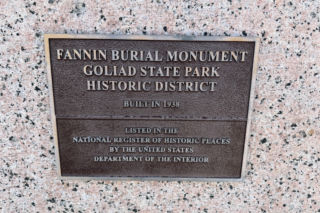 FANNIN BURIAL MONUMENT
GOLIAD STATE PARK
HISTORIC DISTRICT
BUILT IN 1938
LISTED IN THE
NATIONAL REGISTER OF HISTORIC PLACES
BY THE UNITED STATES
DEPARTMENT OF THE INTERIOR